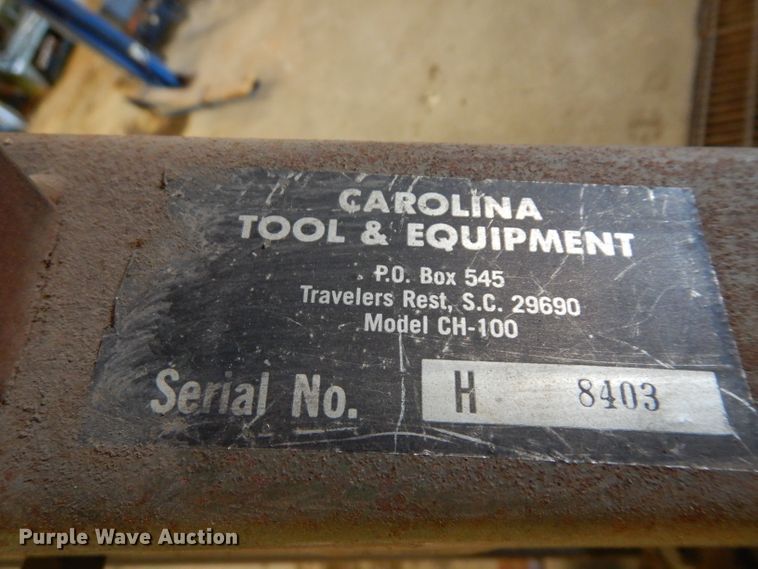 CAROLINA
TOOL & EQUIPMENT
P.O. Box 545
Travelers Rest, S.C. 29690
Model CH-100
Serial No. H 8403
Purple Wave Auction